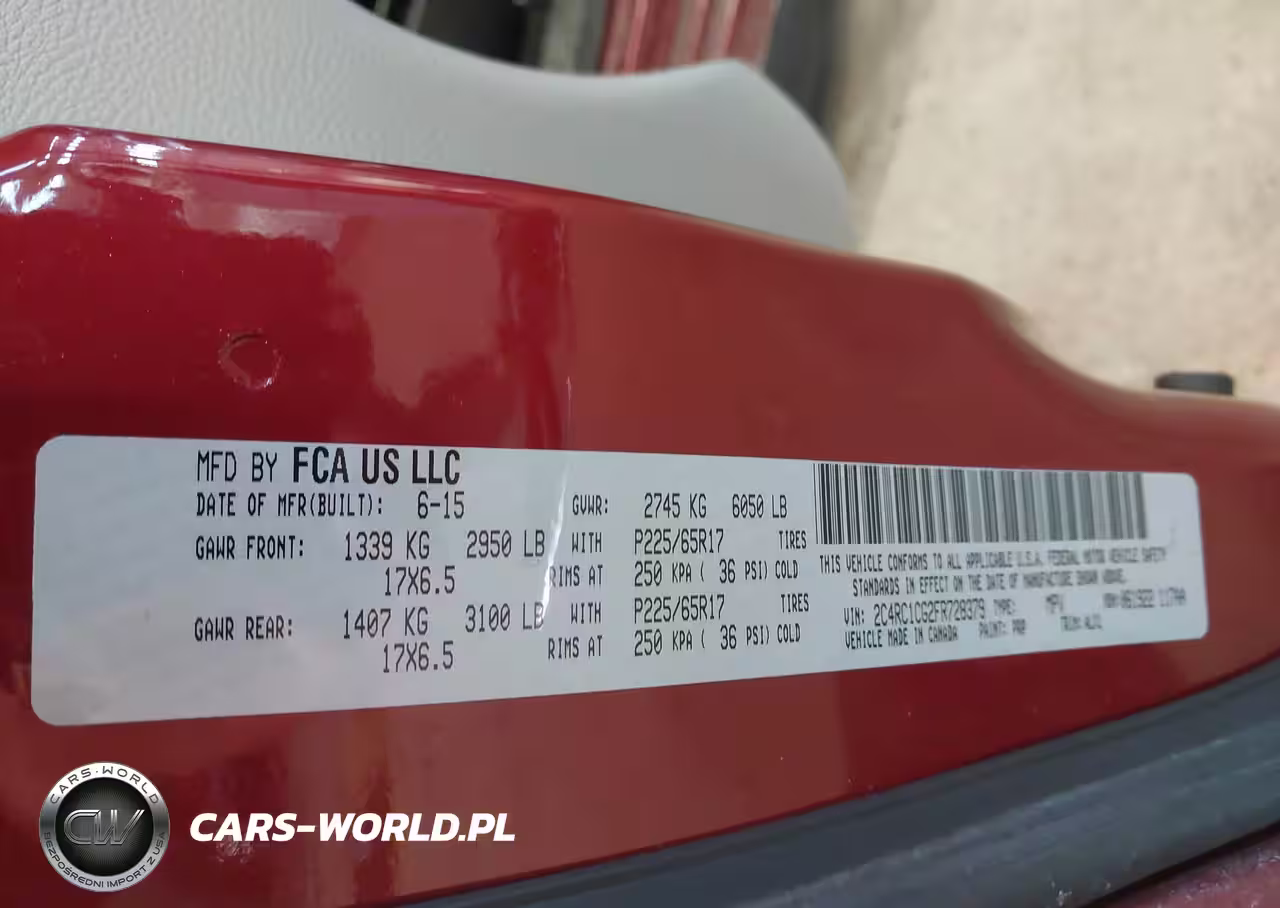 MFD BY FCA US LLC
DATE OF MFR(BUILT): 6-15 GVWR: 2745 KG 6050 LB
GAWR FRONT: 1339 KG 2950 LB WITH P225/65R17 TIRES
17X6.5 RIMS AT 250 KPA ( 36 PSI) COLD
GAWR REAR: 1407 KG 3100 LB WITH P225/65R17 TIRES
17X6.5 RIMS AT 250 KPA ( 36 PSI) COLD
THIS VEHICLE CONFORMS TO ALL APPLICABLE U.S.A. FEDERAL MOTOR VEHICLE SAFETY
STANDARDS IN EFFECT ON THE DATE OF MANUFACTURE SHOWN ABOVE.
VIN: 2C4RC1CG2FR728379 TYPE: MPV
VEHICLE MADE IN CANADA PAINT: PRP TRIM:
CARS-WORLD
CW
BEZPOŚREDNI IMPORT Z USA
CARS-WORLD.PL